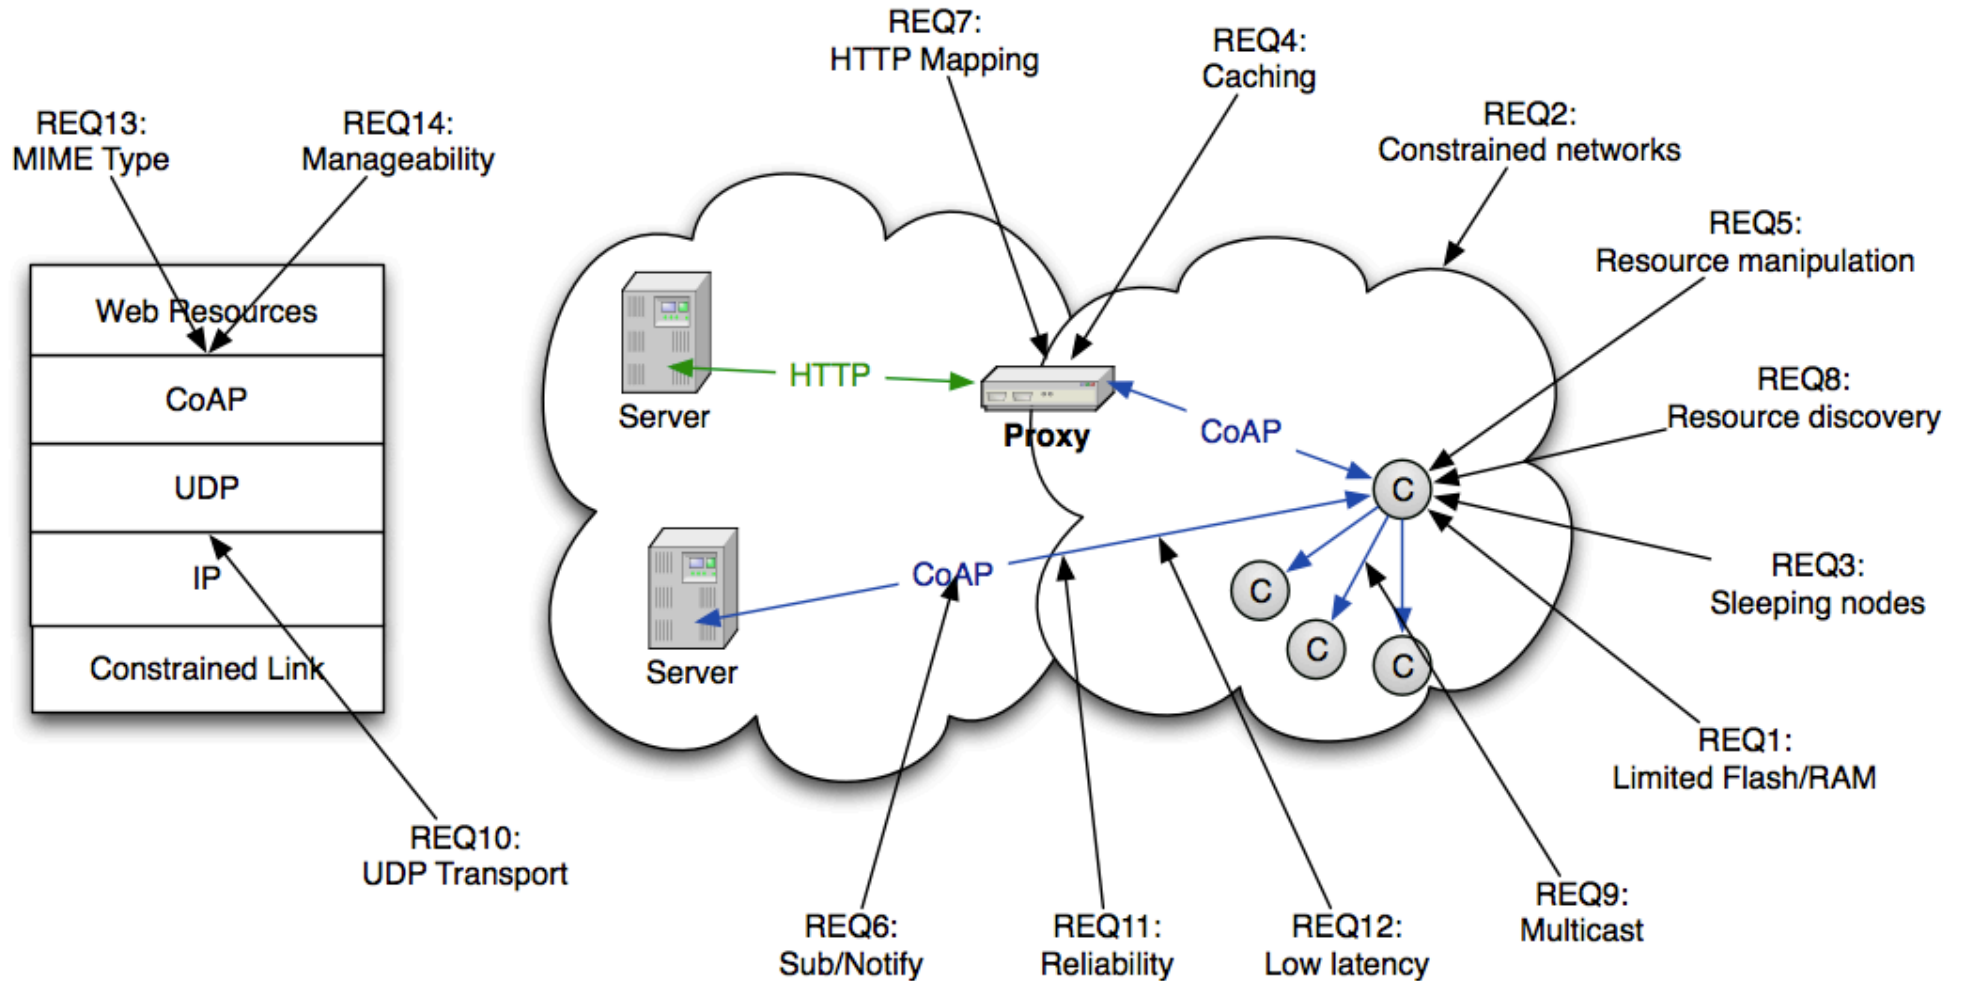 REQ7:
HTTP Mapping
REQ4:
Caching
REQ2:
Constrained networks
REQ13:
MIME Type
REQ14:
Manageability
REQ5:
Resource manipulation
Web Resources
CoAP
UDP
IP
Constrained Link
HTTP
Server
Proxy
CoAP
REQ8:
Resource discovery
C
CoAP
Server
C
C
C
REQ3:
Sleeping nodes
REQ1:
Limited Flash/RAM
REQ10:
UDP Transport
REQ6:
Sub/Notify
REQ11:
Reliability
REQ12:
Low latency
REQ9:
Multicast